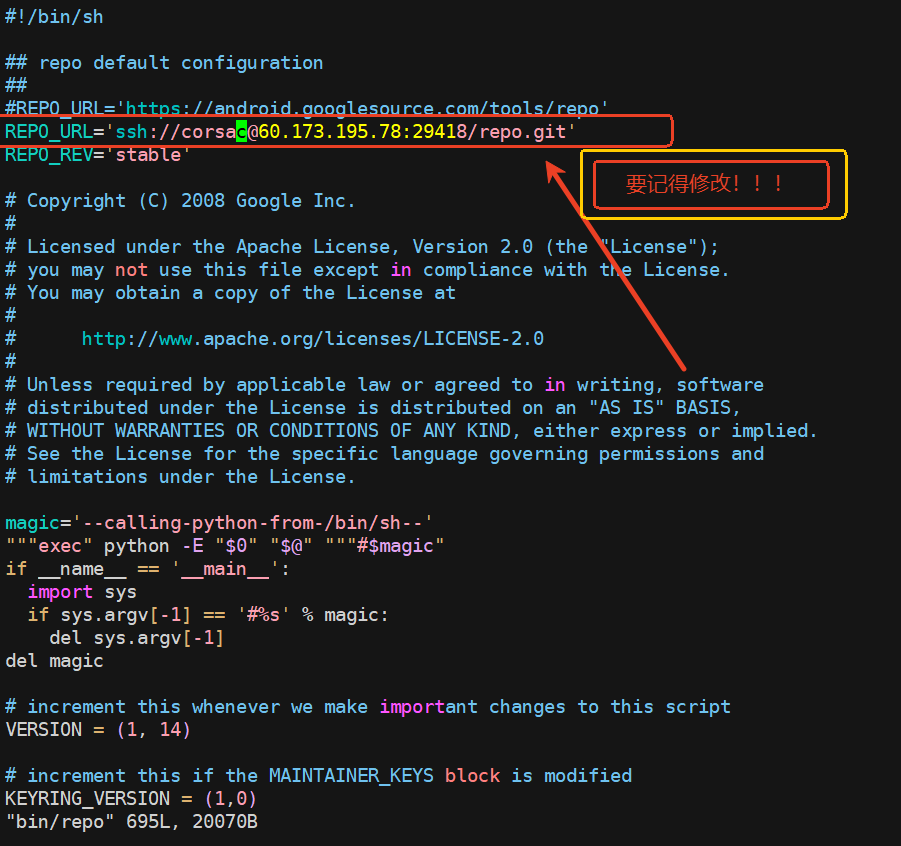 #!/bin/sh
## repo default configuration
##
#REPO_URL='https://android.googlesource.com/tools/repo'
REPO_URL='ssh://corsac@60.173.195.78:29418/repo.git'
REPO_REV='stable'
要记得修改！！！
# Copyright (C) 2008 Google Inc.
#
# Licensed under the Apache License, Version 2.0 (the "License");
# you may not use this file except in compliance with the License.
# You may obtain a copy of the License at
#
#      http://www.apache.org/licenses/LICENSE-2.0
#
# Unless required by applicable law or agreed to in writing, software
# distributed under the License is distributed on an "AS IS" BASIS,
# WITHOUT WARRANTIES OR CONDITIONS OF ANY KIND, either express or implied.
# See the License for the specific language governing permissions and
# limitations under the License.
magic='--calling-python-from-/bin/sh--'
"""exec" python -E "$0" "$@" """#$magic"
if __name__ == '__main__':
  import sys
  if sys.argv[-1] == '#%s' % magic:
    del sys.argv[-1]
del magic
# increment this whenever we make important changes to this script
VERSION = (1, 14)
# increment this if the MAINTAINER_KEYS block is modified
KEYRING_VERSION = (1,0)
"bin/repo" 695L, 20070B